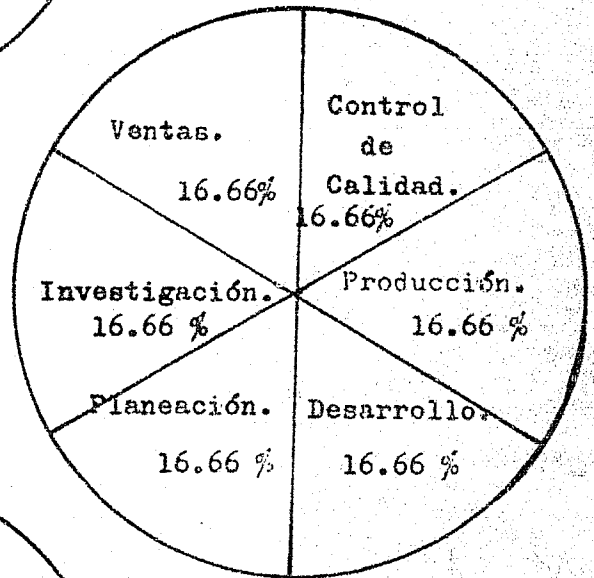 Ventas.
16.66%
Control
de
Calidad.
16.66%
Investigación.
16.66 %
Producción.
16.66 %
Planeación.
16.66 %
Desarrollo.
16.66 %